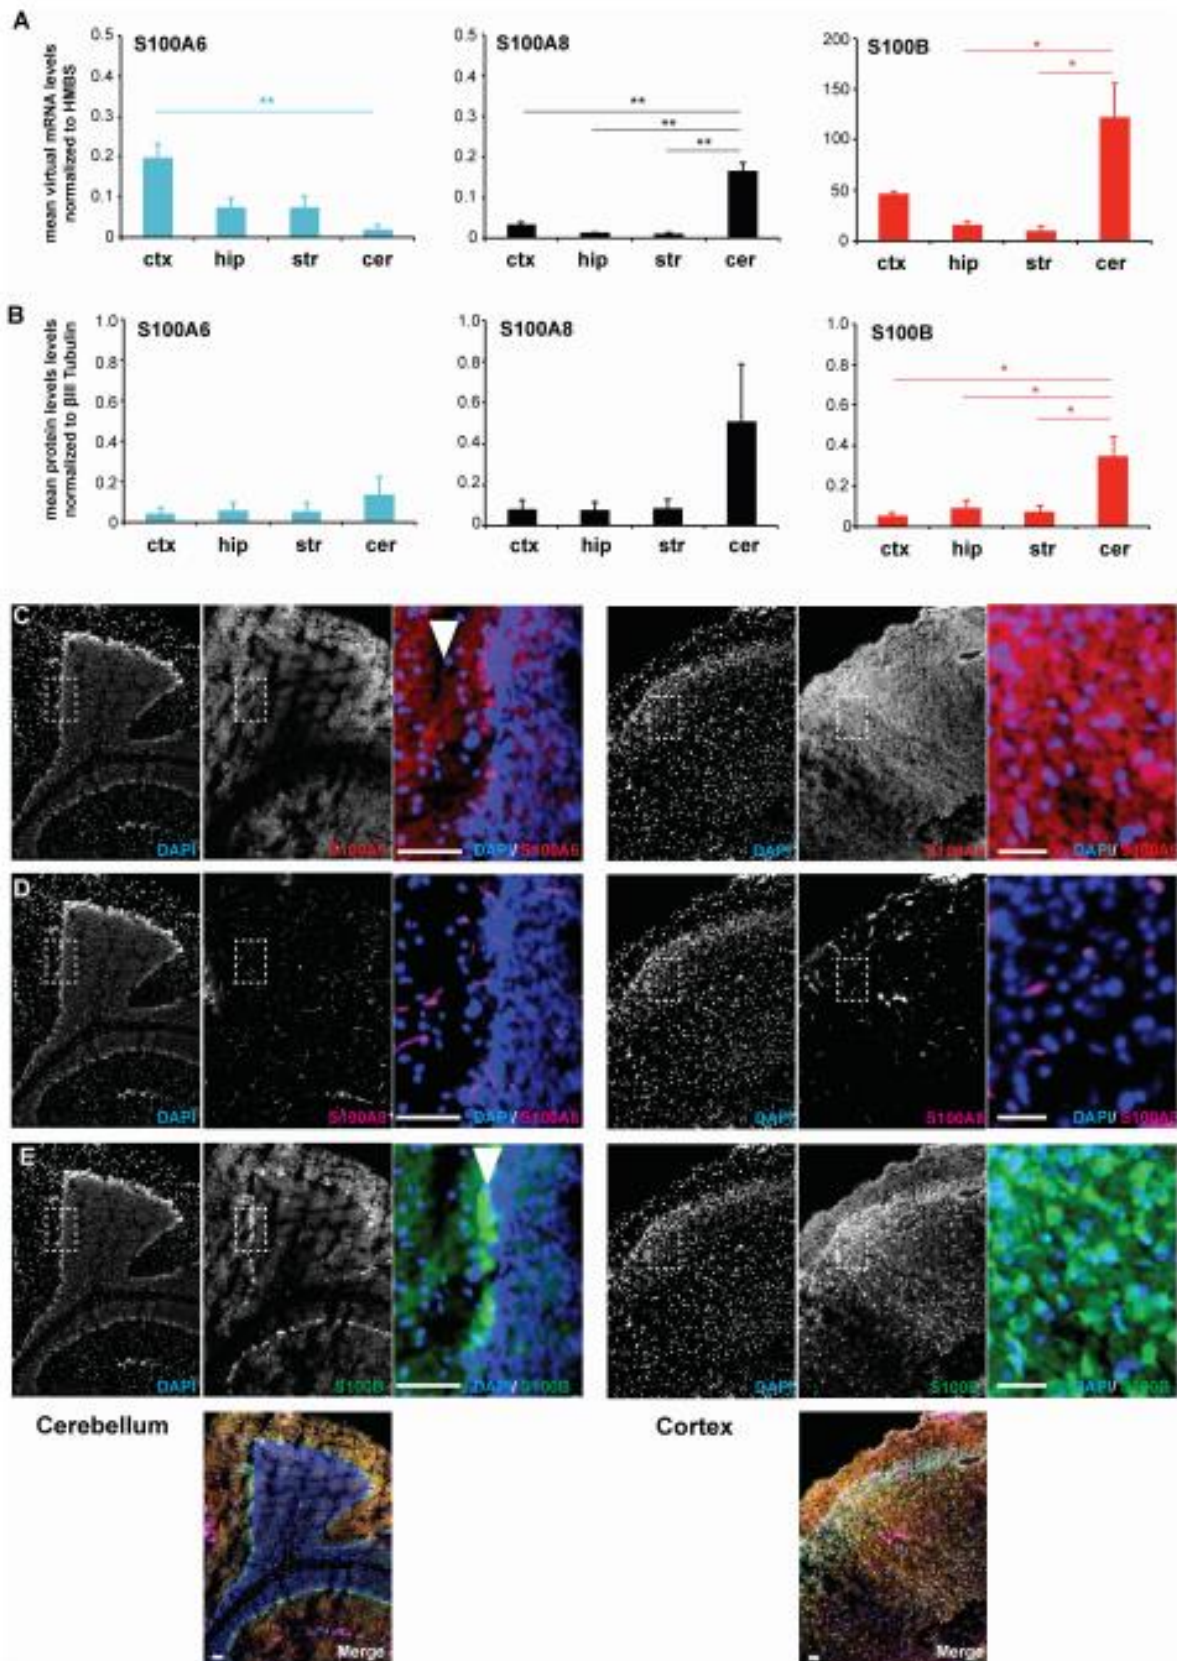 A
mean virtual mRNA levels
normalized to HMBS
S100A6
0.5
0.4
0.3
0.2
0.1
0
**
ctx hip str cer
S100A8
0.5
0.4
0.3
0.2
0.1
0
**
**
**
ctx hip str cer
S100B
200
150
100
50
0
*
*
ctx hip str cer
B
mean protein levels levels
normalized to βIII Tubulin
S100A6
1.0
0.8
0.6
0.4
0.2
0
ctx hip str cer
S100A8
1.0
0.8
0.6
0.4
0.2
0
ctx hip str cer
S100B
1.0
0.8
0.6
0.4
0.2
0
*
*
*
ctx hip str cer
C
DAPI S100A6 DAPI/S100A6 DAPI S100A6 DAPI/S100A6
D
DAPI S100A8 DAPI/S100A8 DAPI S100A8 DAPI/S100A8
E
DAPI S100B DAPI/S100B DAPI S100B DAPI/S100B
Cerebellum Cortex
Merge Merge